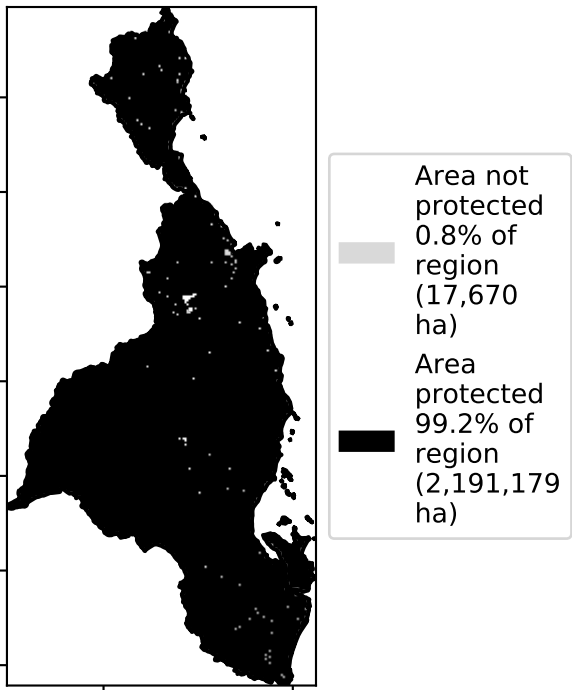 Area not
protected
0.8% of
region
(17,670
ha)
Area
protected
99.2% of
region
(2,191,179
ha)